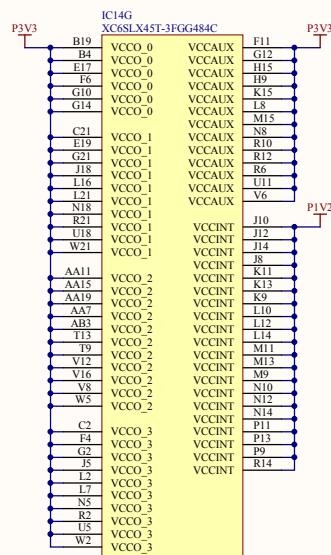 IC14G
XC6SLX45T-3FGG484C
P3V3 P3V3
B19 VCCO_0 VCCAUX F11
B4 VCCO_0 VCCAUX G12
E17 VCCO_0 VCCAUX H15
F6 VCCO_0 VCCAUX H9
G10 VCCO_0 VCCAUX K15
G14 VCCO_0 VCCAUX L8
VCCAUX M15
C21 VCCO_1 VCCAUX N8
E19 VCCO_1 VCCAUX R10
G21 VCCO_1 VCCAUX R12
J18 VCCO_1 VCCAUX R6
L16 VCCO_1 VCCAUX U11
L21 VCCO_1 VCCAUX V6
N18 VCCO_1 P1V2
R21 VCCO_1 VCCINT J10
U18 VCCO_1 VCCINT J12
W21 VCCO_1 VCCINT J14
VCCINT J8
AA11 VCCO_2 VCCINT K11
AA15 VCCO_2 VCCINT K13
AA19 VCCO_2 VCCINT K9
AA7 VCCO_2 VCCINT L10
AB3 VCCO_2 VCCINT L12
T13 VCCO_2 VCCINT L14
T9 VCCO_2 VCCINT M11
V12 VCCO_2 VCCINT M13
V16 VCCO_2 VCCINT M9
V8 VCCO_2 VCCINT N10
W5 VCCO_2 VCCINT N12
VCCINT N14
C2 VCCO_3 VCCINT P11
F4 VCCO_3 VCCINT P13
G2 VCCO_3 VCCINT P9
J5 VCCO_3 VCCINT R14
L2 VCCO_3
L7 VCCO_3
N5 VCCO_3
R2 VCCO_3
U5 VCCO_3
W2 VCCO_3